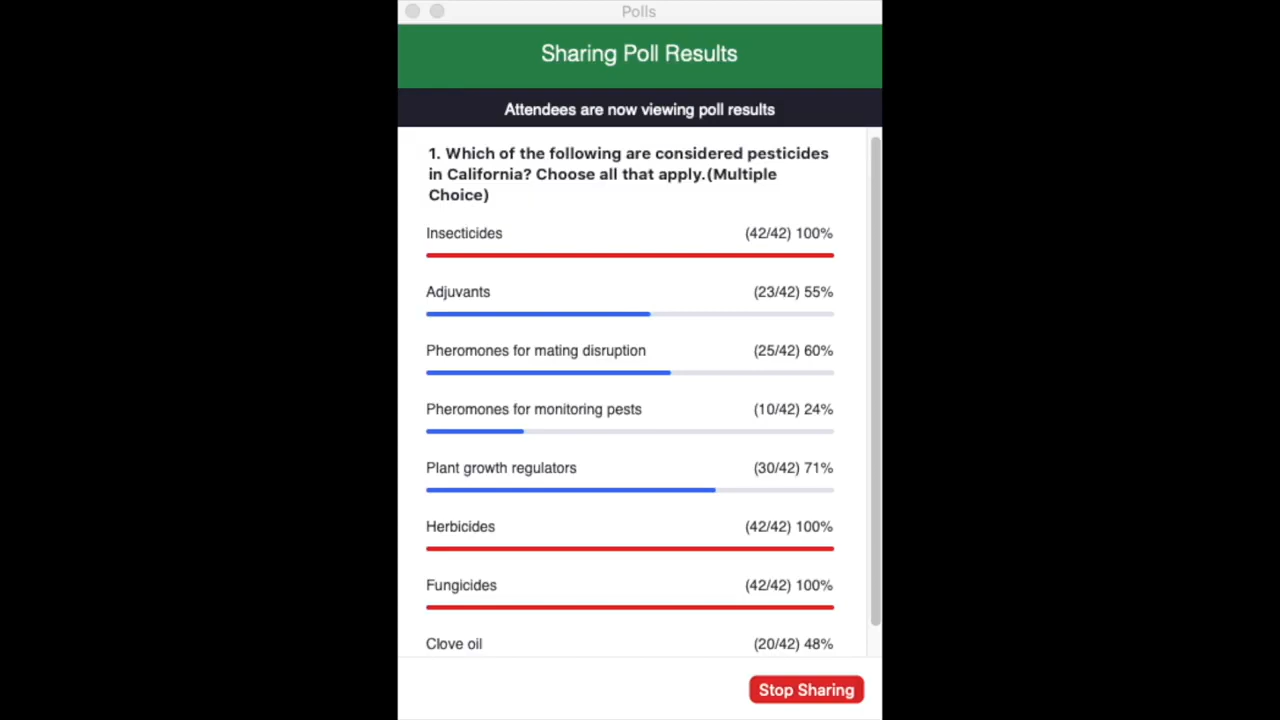 Polls
Sharing Poll Results
Attendees are now viewing poll results
1. Which of the following are considered pesticides
in California? Choose all that apply.(Multiple
Choice)
Insecticides (42/42) 100%
Adjuvants (23/42) 55%
Pheromones for mating disruption (25/42) 60%
Pheromones for monitoring pests (10/42) 24%
Plant growth regulators (30/42) 71%
Herbicides (42/42) 100%
Fungicides (42/42) 100%
Clove oil (20/42) 48%
Stop Sharing